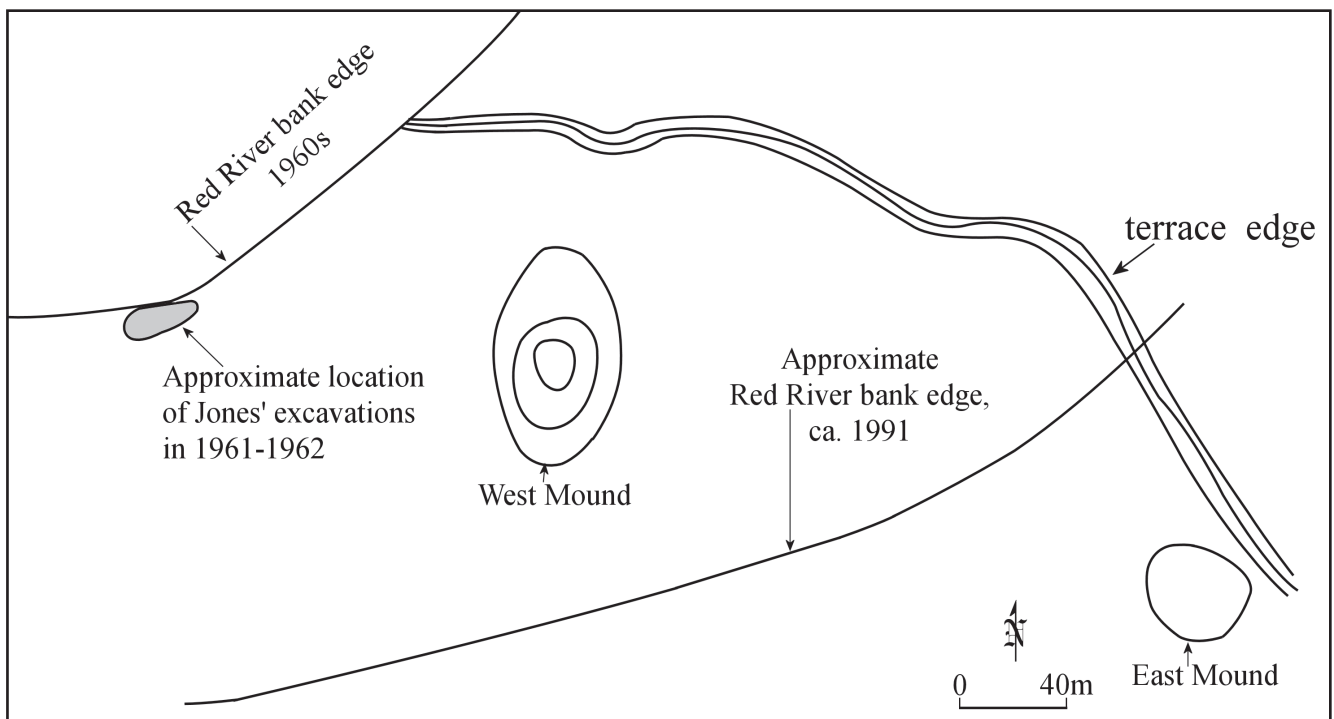 Red River bank edge
1960s
terrace edge
Approximate location
of Jones' excavations
in 1961-1962
Approximate
Red River bank edge,
ca. 1991
West Mound
N
0 40m
East Mound